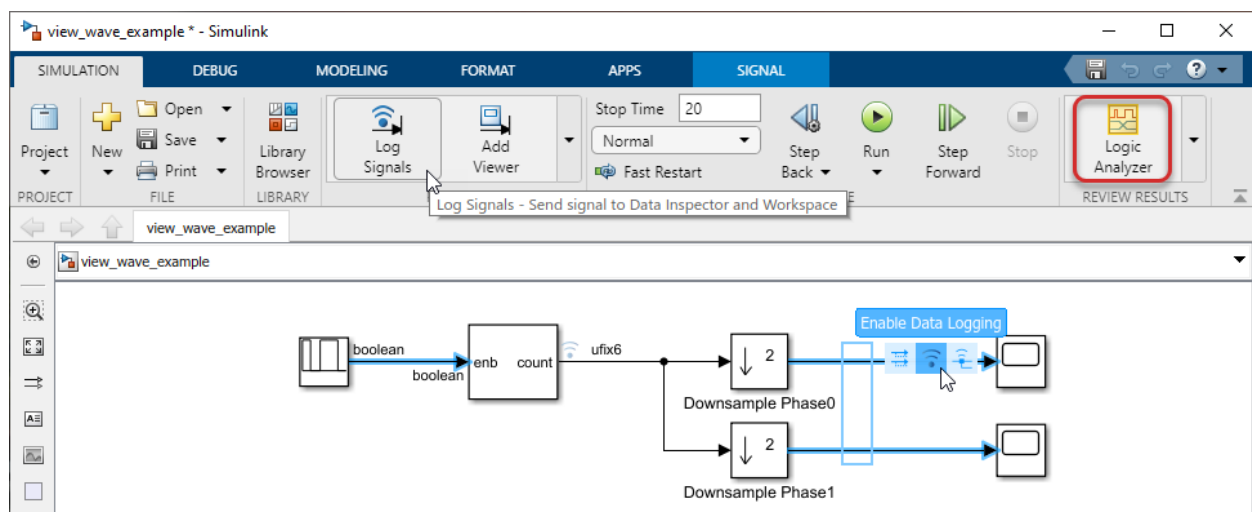 view_wave_example * - Simulink
SIMULATION DEBUG MODELING FORMAT APPS SIGNAL
Project
New
Open
Save
Print
Library
Browser
Log
Signals
Add
Viewer
Stop Time 20
Normal
Fast Restart
Step
Back
Run
Step
Forward
Stop
Logic
Analyzer
PROJECT FILE LIBRARY REVIEW RESULTS
Log Signals - Send signal to Data Inspector and Workspace
view_wave_example
view_wave_example
Enable Data Logging
boolean
boolean
enb count
ufix6
2
Downsample Phase0
2
Downsample Phase1